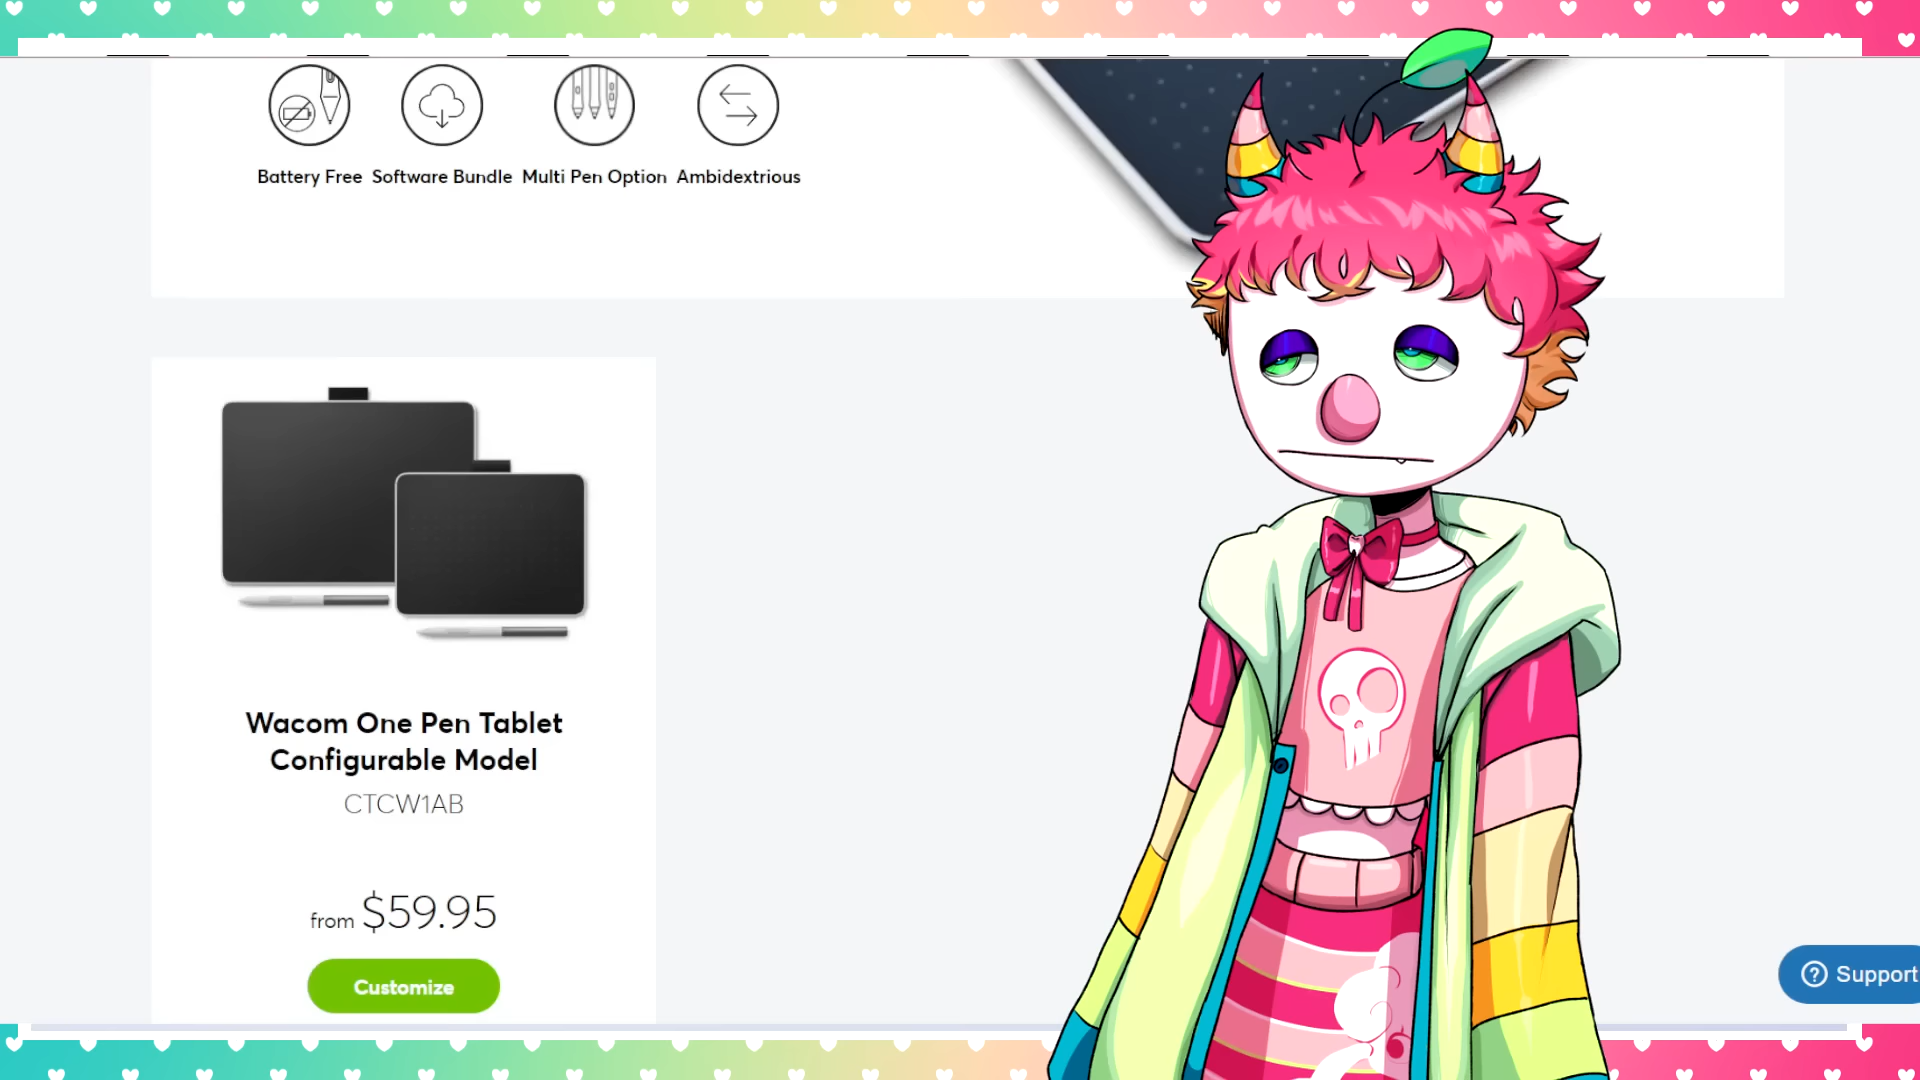 Battery Free Software Bundle Multi Pen Option Ambidextrious
Wacom One Pen Tablet
Configurable Model
CTCW1AB
from $59.95
Customize
? Support